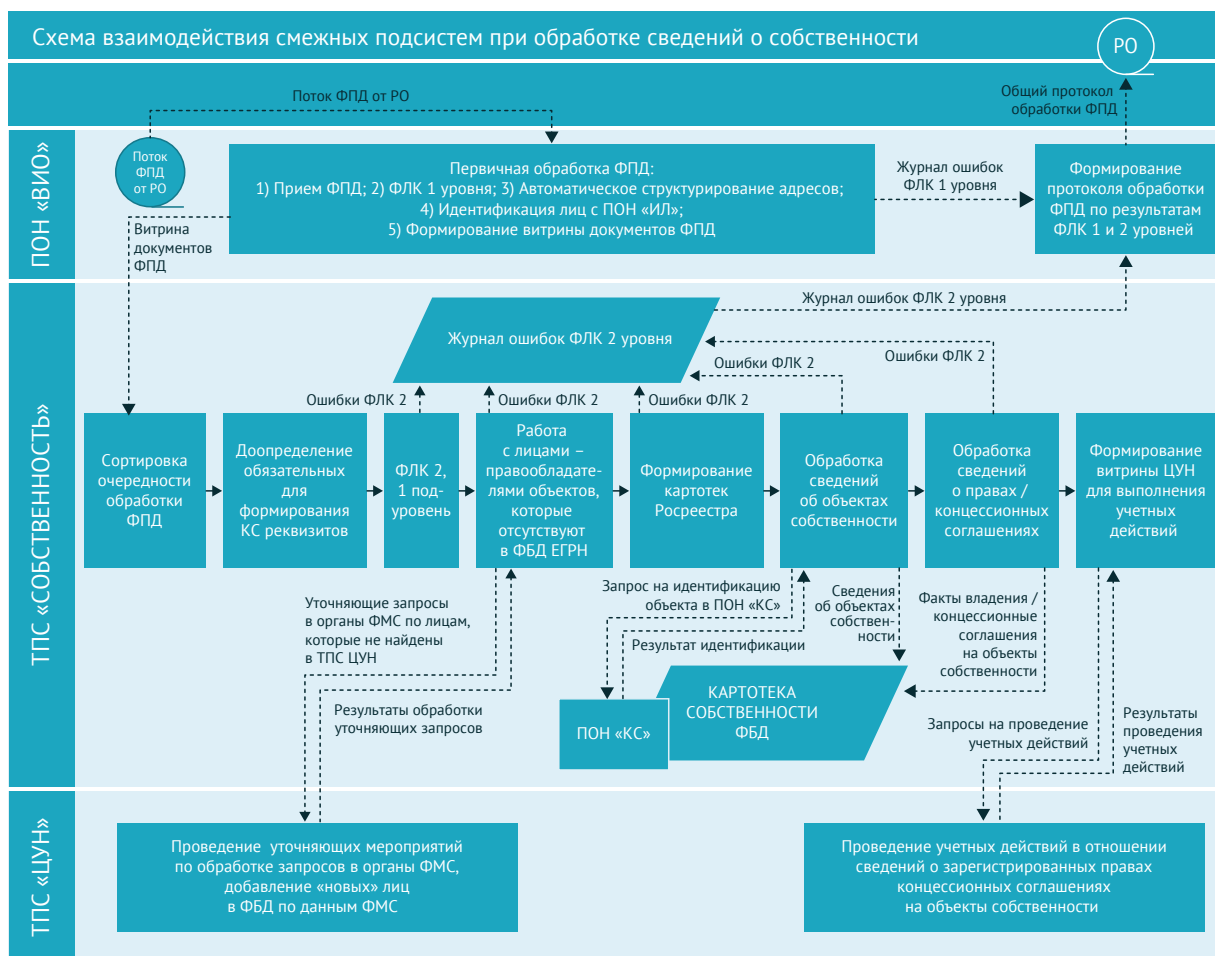 Схема взаимодействия смежных подсистем при обработке сведений о собственности
РО
Поток ФПД от РО
Общий протокол
обработки ФПД
ПОН «ВИО»
Поток
ФПД
от РО
Первичная обработка ФПД:
1) Прием ФПД; 2) ФЛК 1 уровня; 3) Автоматическое структурирование адресов;
4) Идентификация лиц с ПОН «ИЛ»;
5) Формирование витрины документов ФПД
Журнал ошибок
ФЛК 1 уровня
Формирование
протоколя обработки
ФПД по результатам
ФЛК 1 и 2 уровней
Витрина
документов
ФПД
ТПС «СОБСТВЕННОСТЬ»
Журнал ошибок ФЛК 2 уровня
Журнал ошибок ФЛК 2 уровня
Ошибки ФЛК 2
Ошибки ФЛК 2
Ошибки ФЛК 2
Ошибки ФЛК 2
Ошибки ФЛК 2
Сортировка
очередности
обработки
ФПД
Доопределение
обязательных
для
формирования
КС реквизитов
ФЛК 2,
1 под-
уровень
Работа
с лицами –
правообладате-
лями объектов,
которые
отсутствуют
в ФБД ЕГРН
Формирование
картотек
Росреестра
Обработка
сведений
об объектах
собственности
Обработка
сведений
о правах /
концессионных
соглашениях
Формирование
витрины ЦУН
для выполнения
учетных
действий
Уточняющие запросы
в органы ФМС по лицам,
которые не найдены
в ТПС ЦУН
Результаты обработки
уточняющих запросов
Запрос на идентификацию
объекта в ПОН «КС»
Результат идентификации
Сведения
об объектах
собствен-
ности
Факты владения /
концессионные
соглашения
на объекты
собственности
ПОН «КС»
КАРТОТЕКА
СОБСТВЕННОСТИ
ФБД
Запросы на проведение
учетных действий
Результаты
проведения
учетных
действий
ТПС «ЦУН»
Проведение уточняющих мероприятий
по обработке запросов в органы ФМС,
добавление «новых» лиц
в ФБД по данным ФМС
Проведение учетных действий в отношении
сведений о зарегистрированных правах
концессионных соглашениях
на объекты собственности